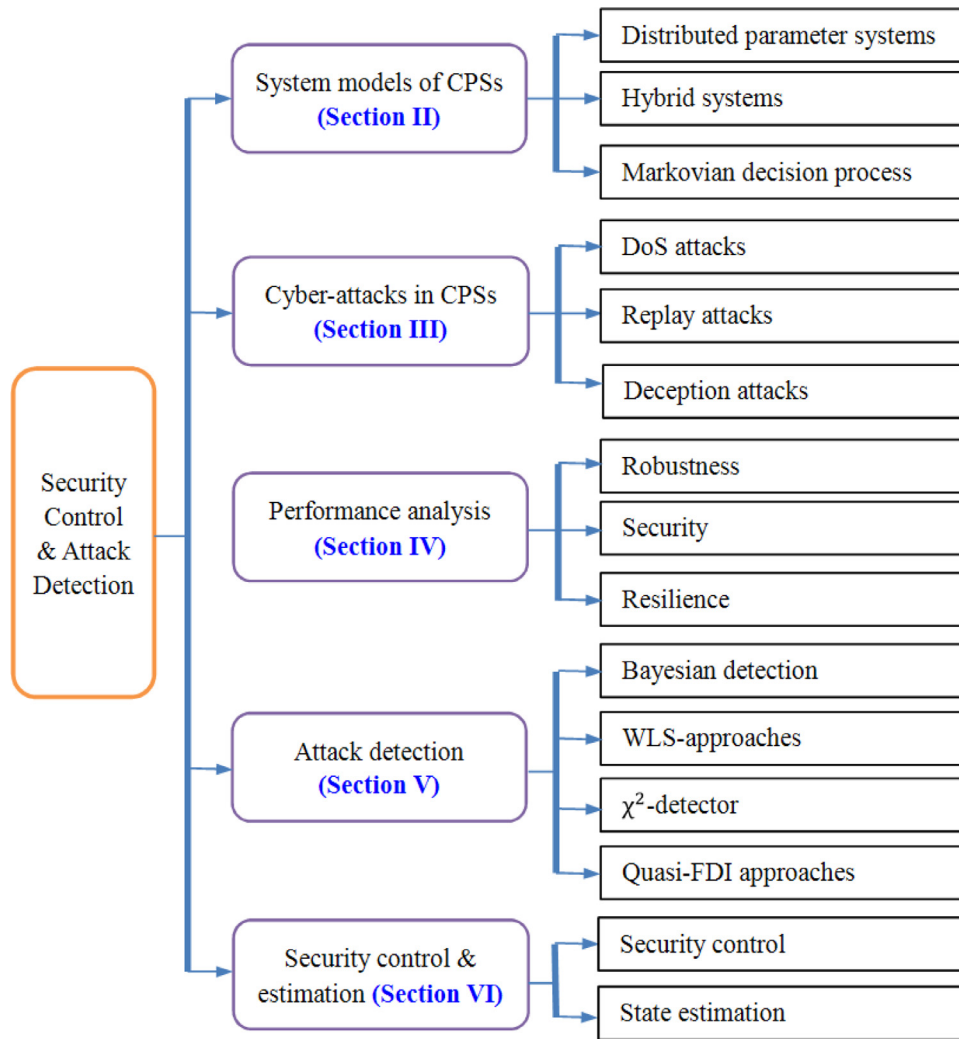 Security
Control
& Attack
Detection
System models of CPSs
(Section II)
Distributed parameter systems
Hybrid systems
Markovian decision process
Cyber-attacks in CPSs
(Section III)
DoS attacks
Replay attacks
Deception attacks
Performance analysis
(Section IV)
Robustness
Security
Resilience
Attack detection
(Section V)
Bayesian detection
WLS-approaches
χ²-detector
Quasi-FDI approaches
Security control &
estimation (Section VI)
Security control
State estimation